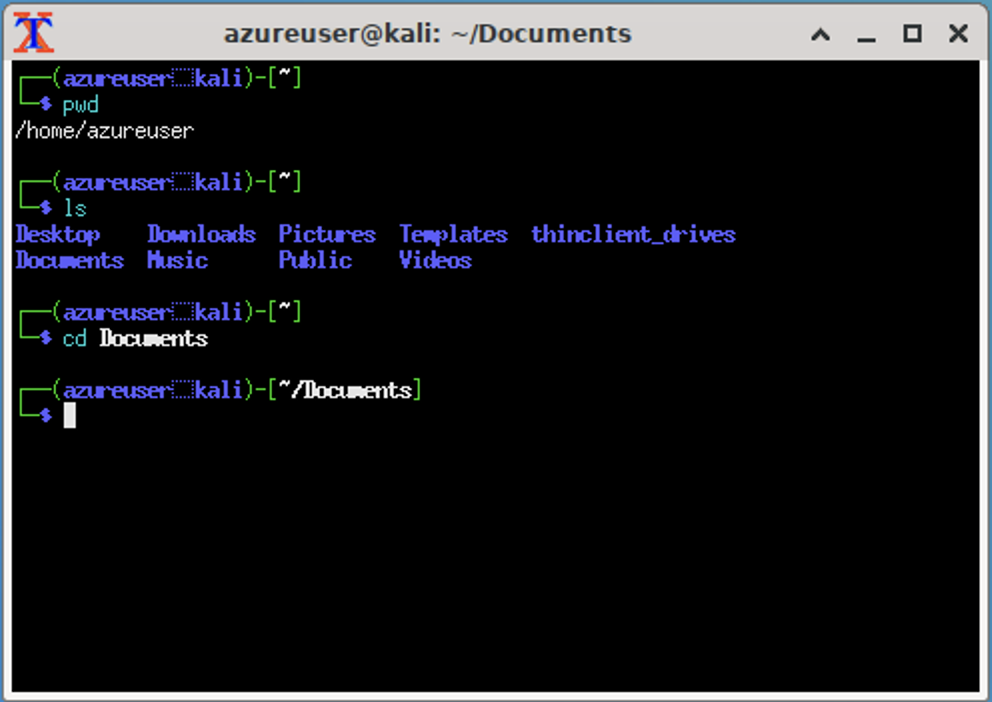 azureuser@kali: ~/Documents
┌──(azureuser⬚kali)-[~]
└─$ pwd
/home/azureuser
┌──(azureuser⬚kali)-[~]
└─$ ls
Desktop    Downloads  Pictures  Templates  thinclient_drives
Documents  Music      Public    Videos
┌──(azureuser⬚kali)-[~]
└─$ cd Documents
┌──(azureuser⬚kali)-[~/Documents]
└─$